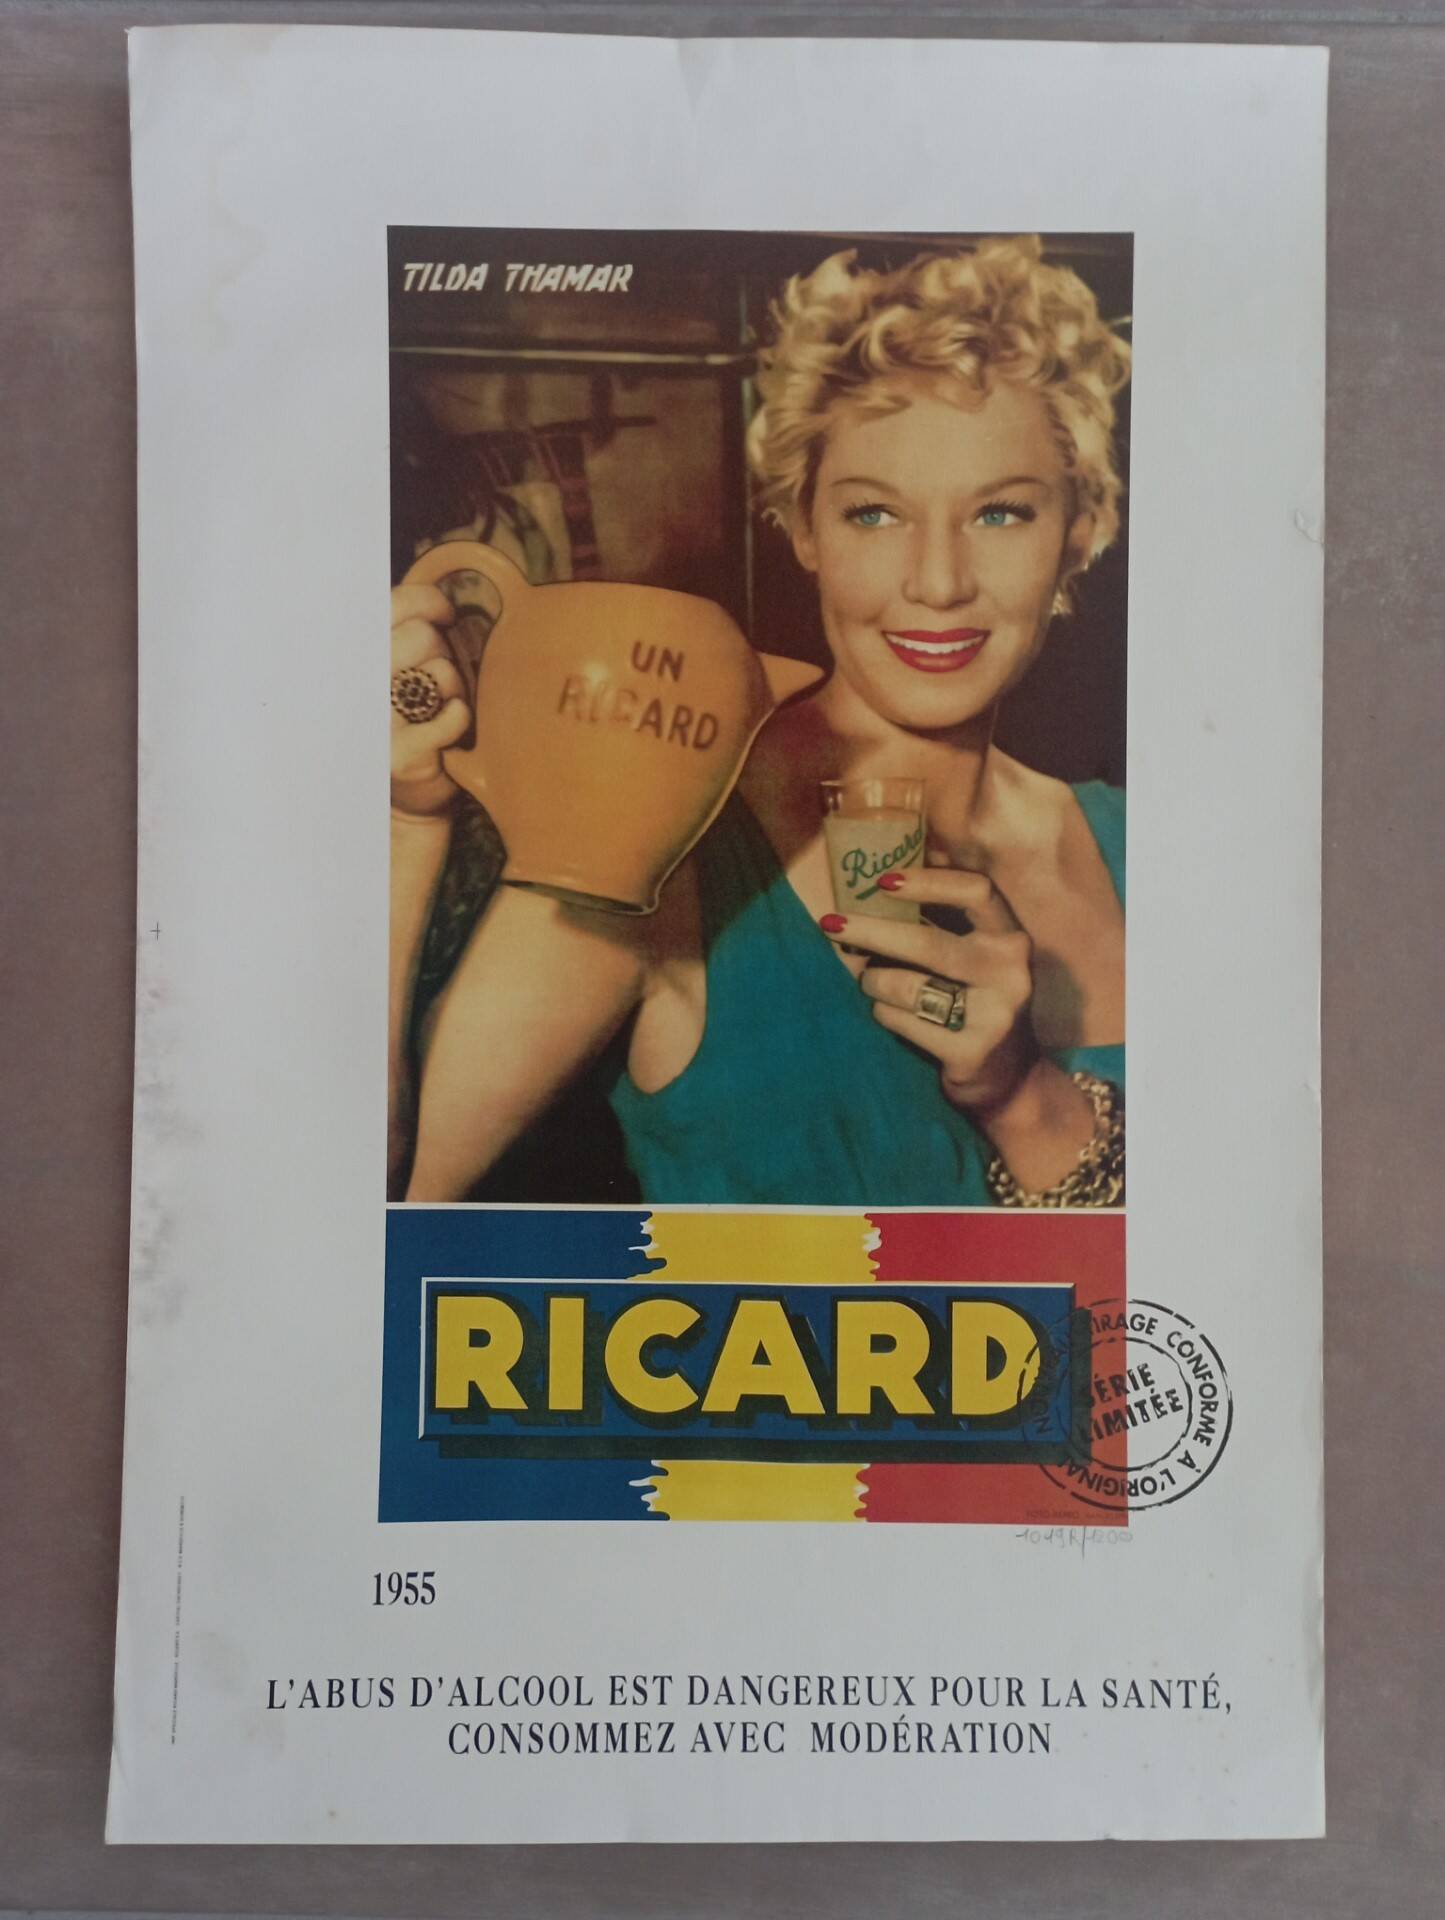 TILDA THAMAR
UN
RICARD
Ricard
RICARD
TIRAGE CONFORME À L'ORIGINAL
SÉRIE
LIMITÉE
1019R/1200
1955
L'ABUS D'ALCOOL EST DANGEREUX POUR LA SANTÉ,
CONSOMMEZ AVEC MODÉRATION